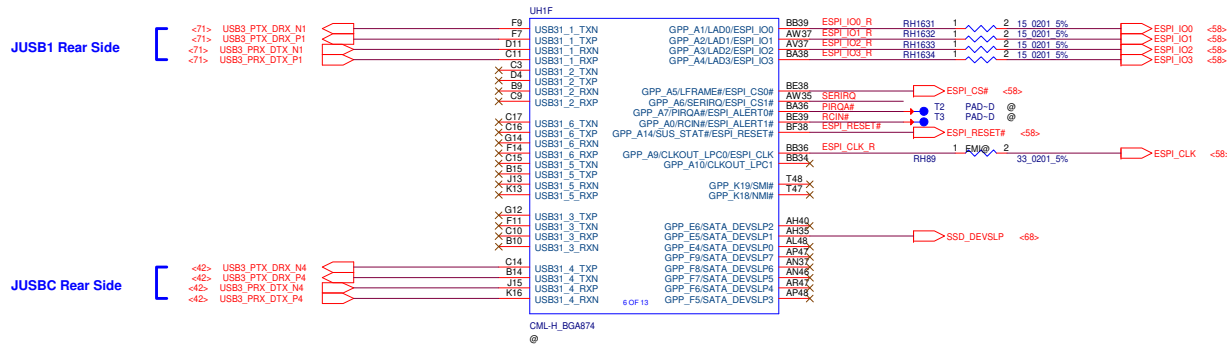 UH1F
JUSB1 Rear Side
<71> USB3_PTX_DRX_N1 F9 USB31_1_TXN
<71> USB3_PTX_DRX_P1 F7 USB31_1_TXP
<71> USB3_PRX_DTX_N1 D11 USB31_1_RXN
<71> USB3_PRX_DTX_P1 C11 USB31_1_RXP
C3 USB31_2_TXN
D4 USB31_2_TXP
B9 USB31_2_RXN
C9 USB31_2_RXP
C17 USB31_6_TXN
C16 USB31_6_TXP
G14 USB31_6_RXN
F14 USB31_6_RXP
C15 USB31_5_TXN
B15 USB31_5_TXP
J13 USB31_5_RXN
K13 USB31_5_RXP
G12 USB31_3_TXP
F11 USB31_3_TXN
C10 USB31_3_RXP
B10 USB31_3_RXN
JUSBC Rear Side
<42> USB3_PTX_DRX_N4 C14 USB31_4_TXP
<42> USB3_PTX_DRX_P4 B14 USB31_4_TXN
<42> USB3_PRX_DTX_N4 J15 USB31_4_RXP
<42> USB3_PRX_DTX_P4 K16 USB31_4_RXN
GPP_A1/LAD0/ESPI_IO0 BB39 ESPI_IO0_R RH1631 1 2 15_0201_5% ESPI_IO0 <58>
GPP_A2/LAD1/ESPI_IO1 AW37 ESPI_IO1_R RH1632 1 2 15_0201_5% ESPI_IO1 <58>
GPP_A3/LAD2/ESPI_IO2 AV37 ESPI_IO2_R RH1633 1 2 15_0201_5% ESPI_IO2 <58>
GPP_A4/LAD3/ESPI_IO3 BA38 ESPI_IO3_R RH1634 1 2 15_0201_5% ESPI_IO3 <58>
GPP_A5/LFRAME#/ESPI_CS0# BE38 ESPI_CS# <58>
GPP_A6/SERIRQ/ESPI_CS1# AW35 SERIRQ
GPP_A7/PIRQA#/ESPI_ALERT0# BA36 PIRQA# T2 PAD~D @
GPP_A0/RCIN#/ESPI_ALERT1# BE39 RCIN# T3 PAD~D @
GPP_A14/SUS_STAT#/ESPI_RESET# BF38 ESPI_RESET# ESPI_RESET# <58>
GPP_A9/CLKOUT_LPC0/ESPI_CLK BB36 ESPI_CLK_R RH89 1 EMI@ 2 33_0201_5% ESPI_CLK <58>
GPP_A10/CLKOUT_LPC1 BB34
GPP_K19/SMI# T48
GPP_K18/NMI# T47
GPP_E6/SATA_DEVSLP2 AH40
GPP_E5/SATA_DEVSLP1 AH35 SSD_DEVSLP <68>
GPP_E4/SATA_DEVSLP0 AL48
GPP_F9/SATA_DEVSLP7 AP47
GPP_F8/SATA_DEVSLP6 AN37
GPP_F7/SATA_DEVSLP5 AN46
GPP_F6/SATA_DEVSLP4 AR47
GPP_F5/SATA_DEVSLP3 AP48
6 OF 13
CML-H_BGA874
@